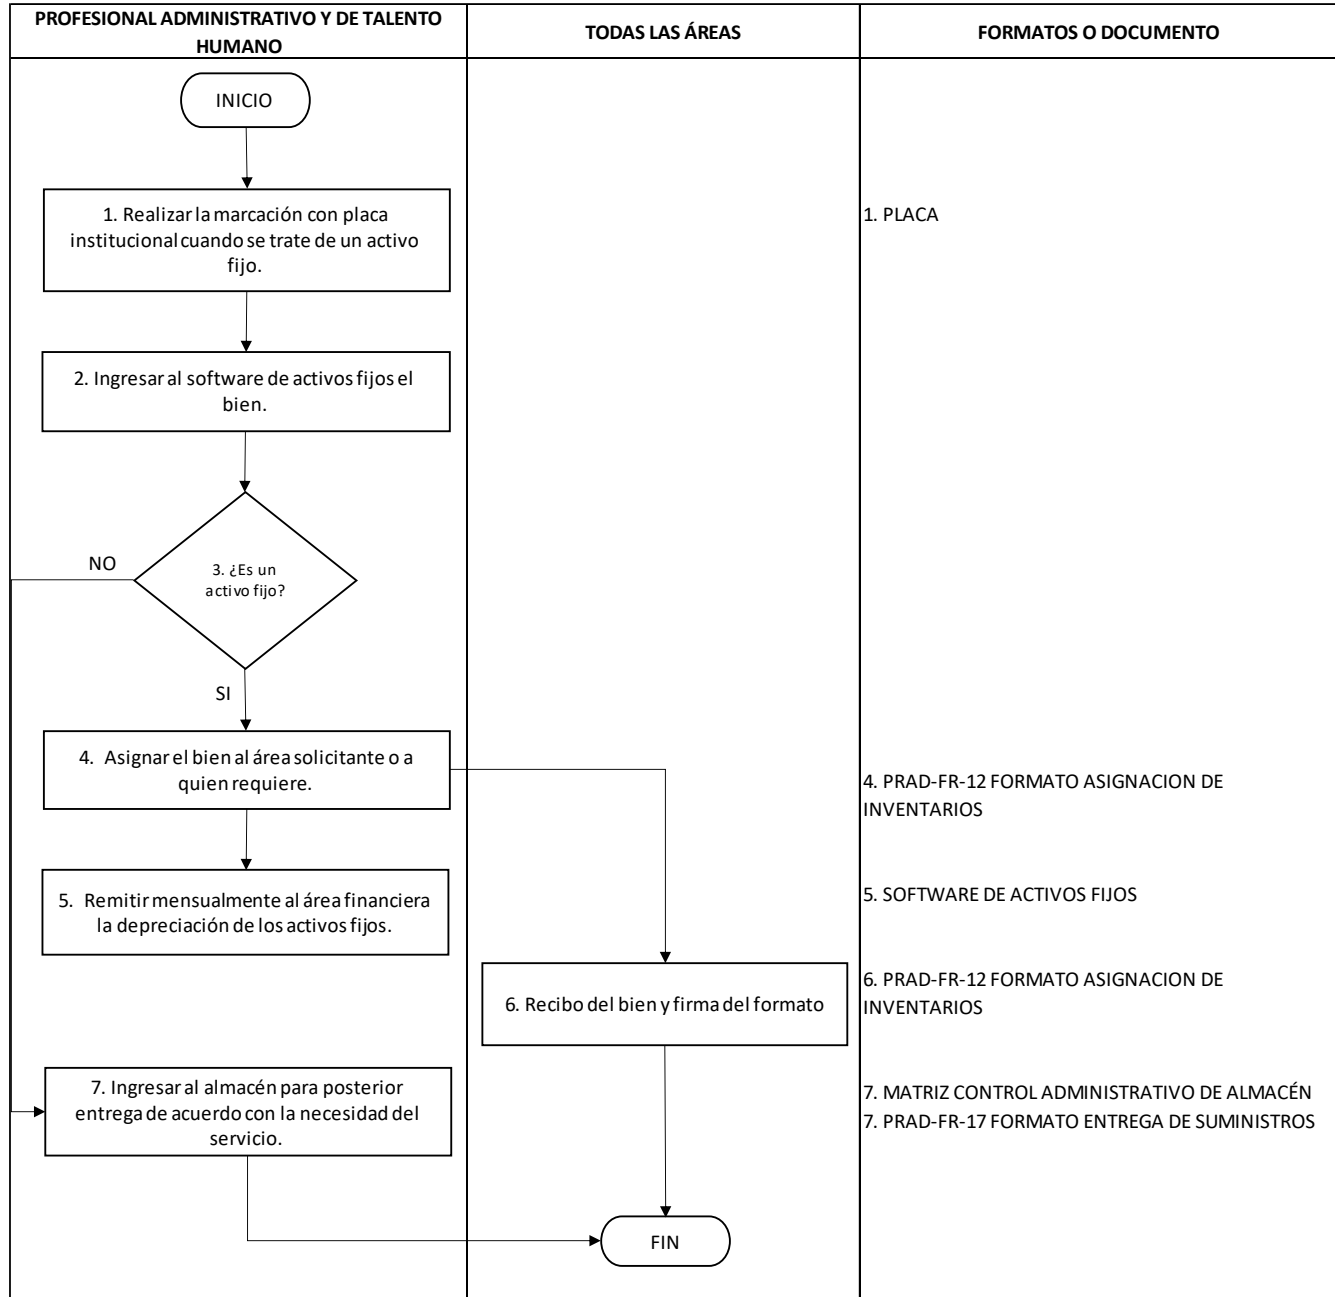 PROFESIONAL ADMINISTRATIVO Y DE TALENTO
HUMANO
TODAS LAS ÁREAS
FORMATOS O DOCUMENTO
INICIO
1. Realizar la marcación con placa
institucional cuando se trate de un activo
fijo.
1. PLACA
2. Ingresar al software de activos fijos el
bien.
3. ¿Es un
activo fijo?
NO
SI
4. Asignar el bien al área solicitante o a
quien requiere.
4. PRAD-FR-12 FORMATO ASIGNACION DE
INVENTARIOS
5. Remitir mensualmente al área financiera
la depreciación de los activos fijos.
5. SOFTWARE DE ACTIVOS FIJOS
6. Recibo del bien y firma del formato
6. PRAD-FR-12 FORMATO ASIGNACION DE
INVENTARIOS
7. Ingresar al almacén para posterior
entrega de acuerdo con la necesidad del
servicio.
7. MATRIZ CONTROL ADMINISTRATIVO DE ALMACÉN
7. PRAD-FR-17 FORMATO ENTREGA DE SUMINISTROS
FIN